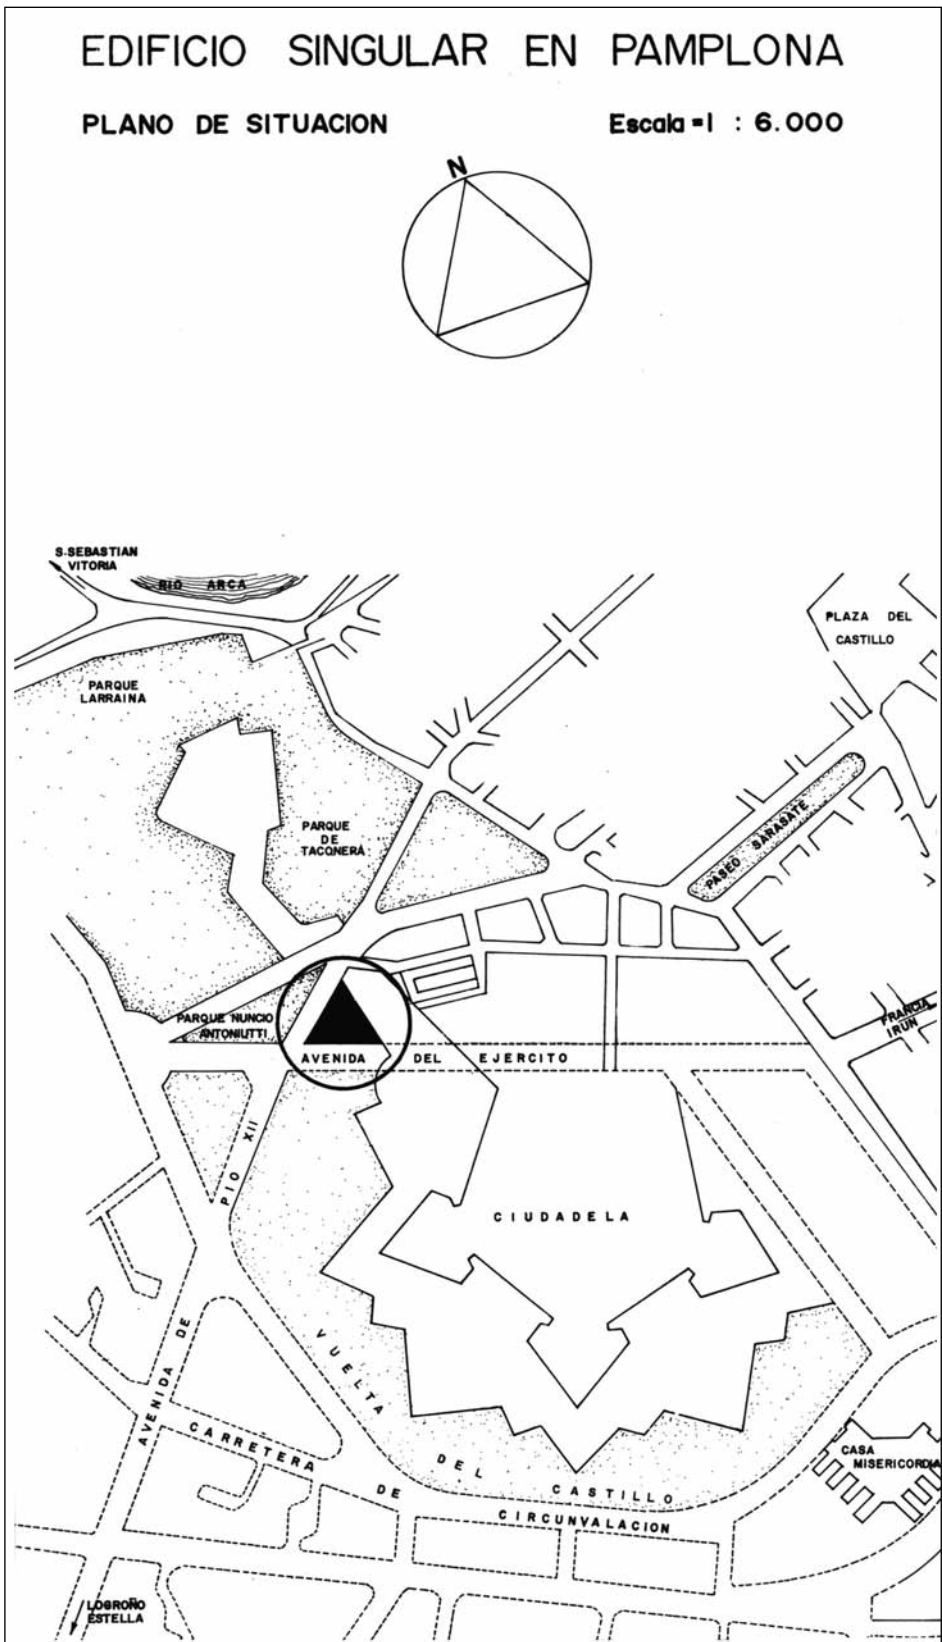 EDIFICIO SINGULAR EN PAMPLONA
PLANO DE SITUACION
Escala = 1 : 6.000
N
S.SEBASTIAN
VITORIA
RIO ARCA
PLAZA DEL
CASTILLO
PARQUE
LARRAINA
PARQUE
DE
TACONERA
PASEO SARASATE
PARQUE NUNCIO
ANTONIUTTI
FRANCIA
IRUN
AVENIDA DEL EJERCITO
PIO XII
CIUDADELA
AVENIDA DE
VUELTA
DEL
CASTILLO
CARRETERA
DE
CIRCUNVALACION
CASA
MISERICORDIA
LOGROÑO
ESTELLA